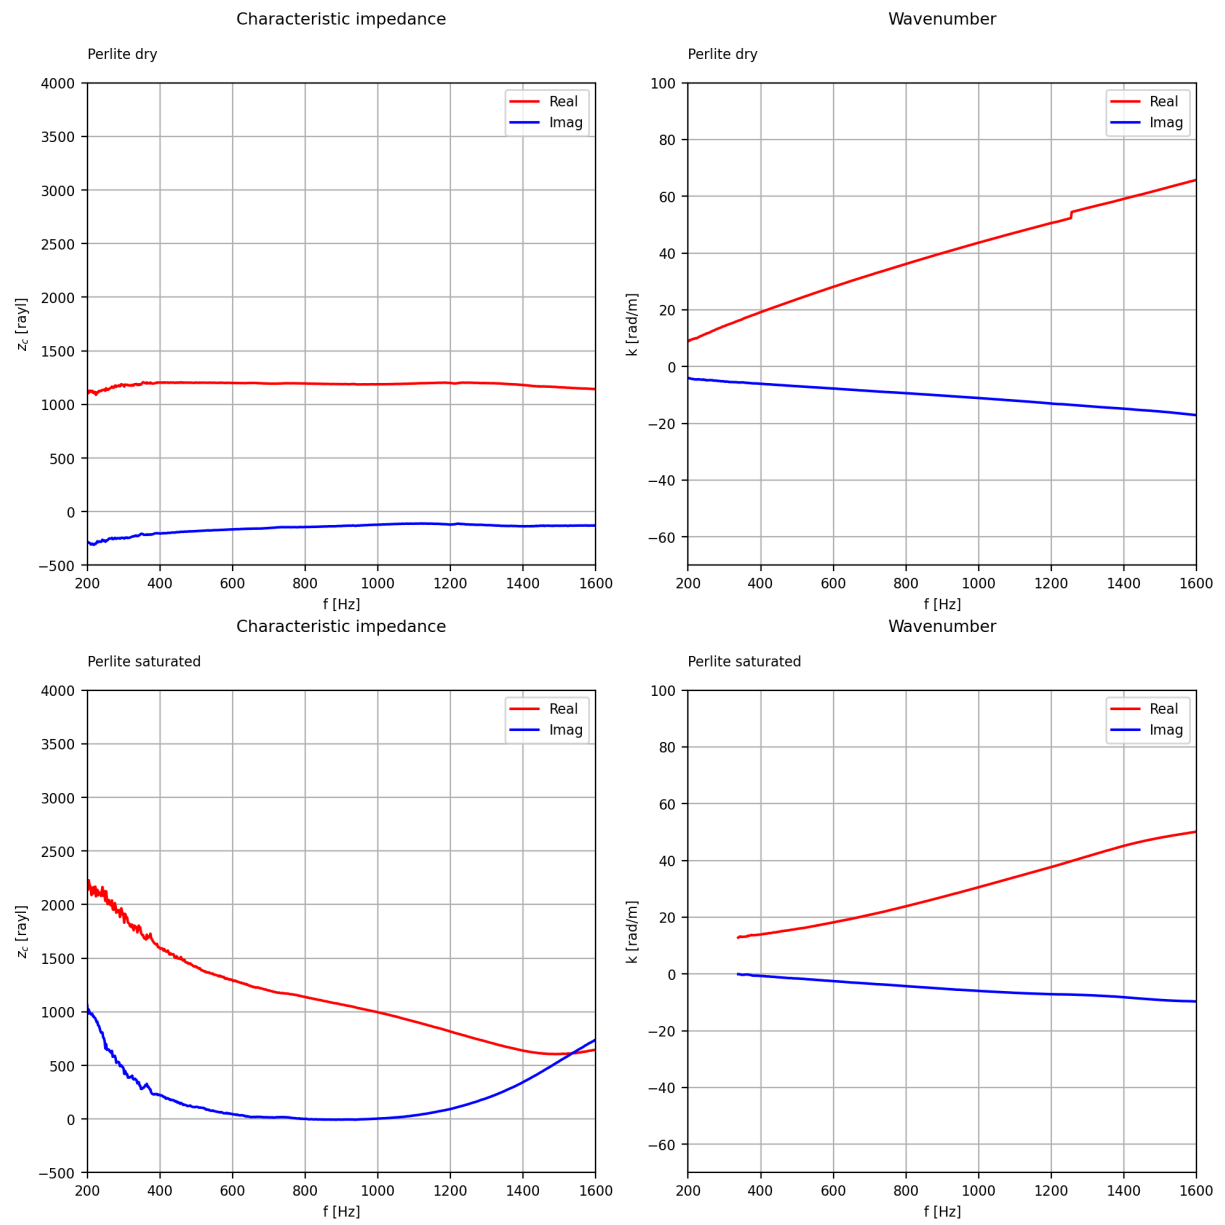 Characteristic impedance
Perlite dry
4000
3500
3000
2500
2000
1500
1000
500
0
−500
z_c [rayl]
Real
Imag
200 400 600 800 1000 1200 1400 1600
f [Hz]
Wavenumber
Perlite dry
100
80
60
40
20
0
−20
−40
−60
k [rad/m]
Real
Imag
200 400 600 800 1000 1200 1400 1600
f [Hz]
Characteristic impedance
Perlite saturated
4000
3500
3000
2500
2000
1500
1000
500
0
−500
z_c [rayl]
Real
Imag
200 400 600 800 1000 1200 1400 1600
f [Hz]
Wavenumber
Perlite saturated
100
80
60
40
20
0
−20
−40
−60
k [rad/m]
Real
Imag
200 400 600 800 1000 1200 1400 1600
f [Hz]